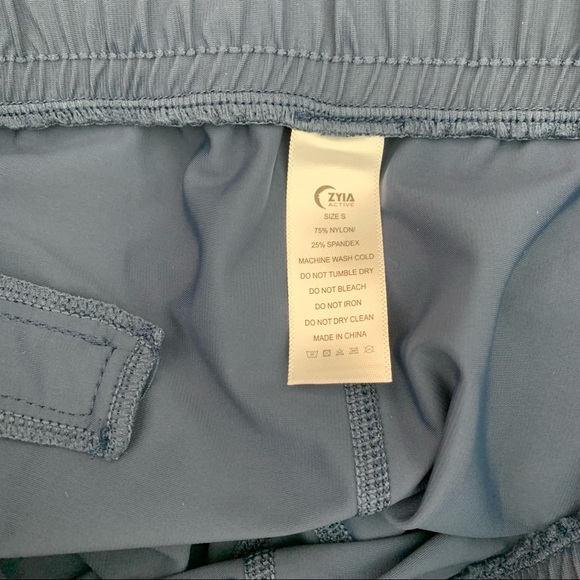 ZYIA
ACTIVE
SIZE S
75% NYLON/
25% SPANDEX
MACHINE WASH COLD
DO NOT TUMBLE DRY
DO NOT BLEACH
DO NOT IRON
DO NOT DRY CLEAN
MADE IN CHINA